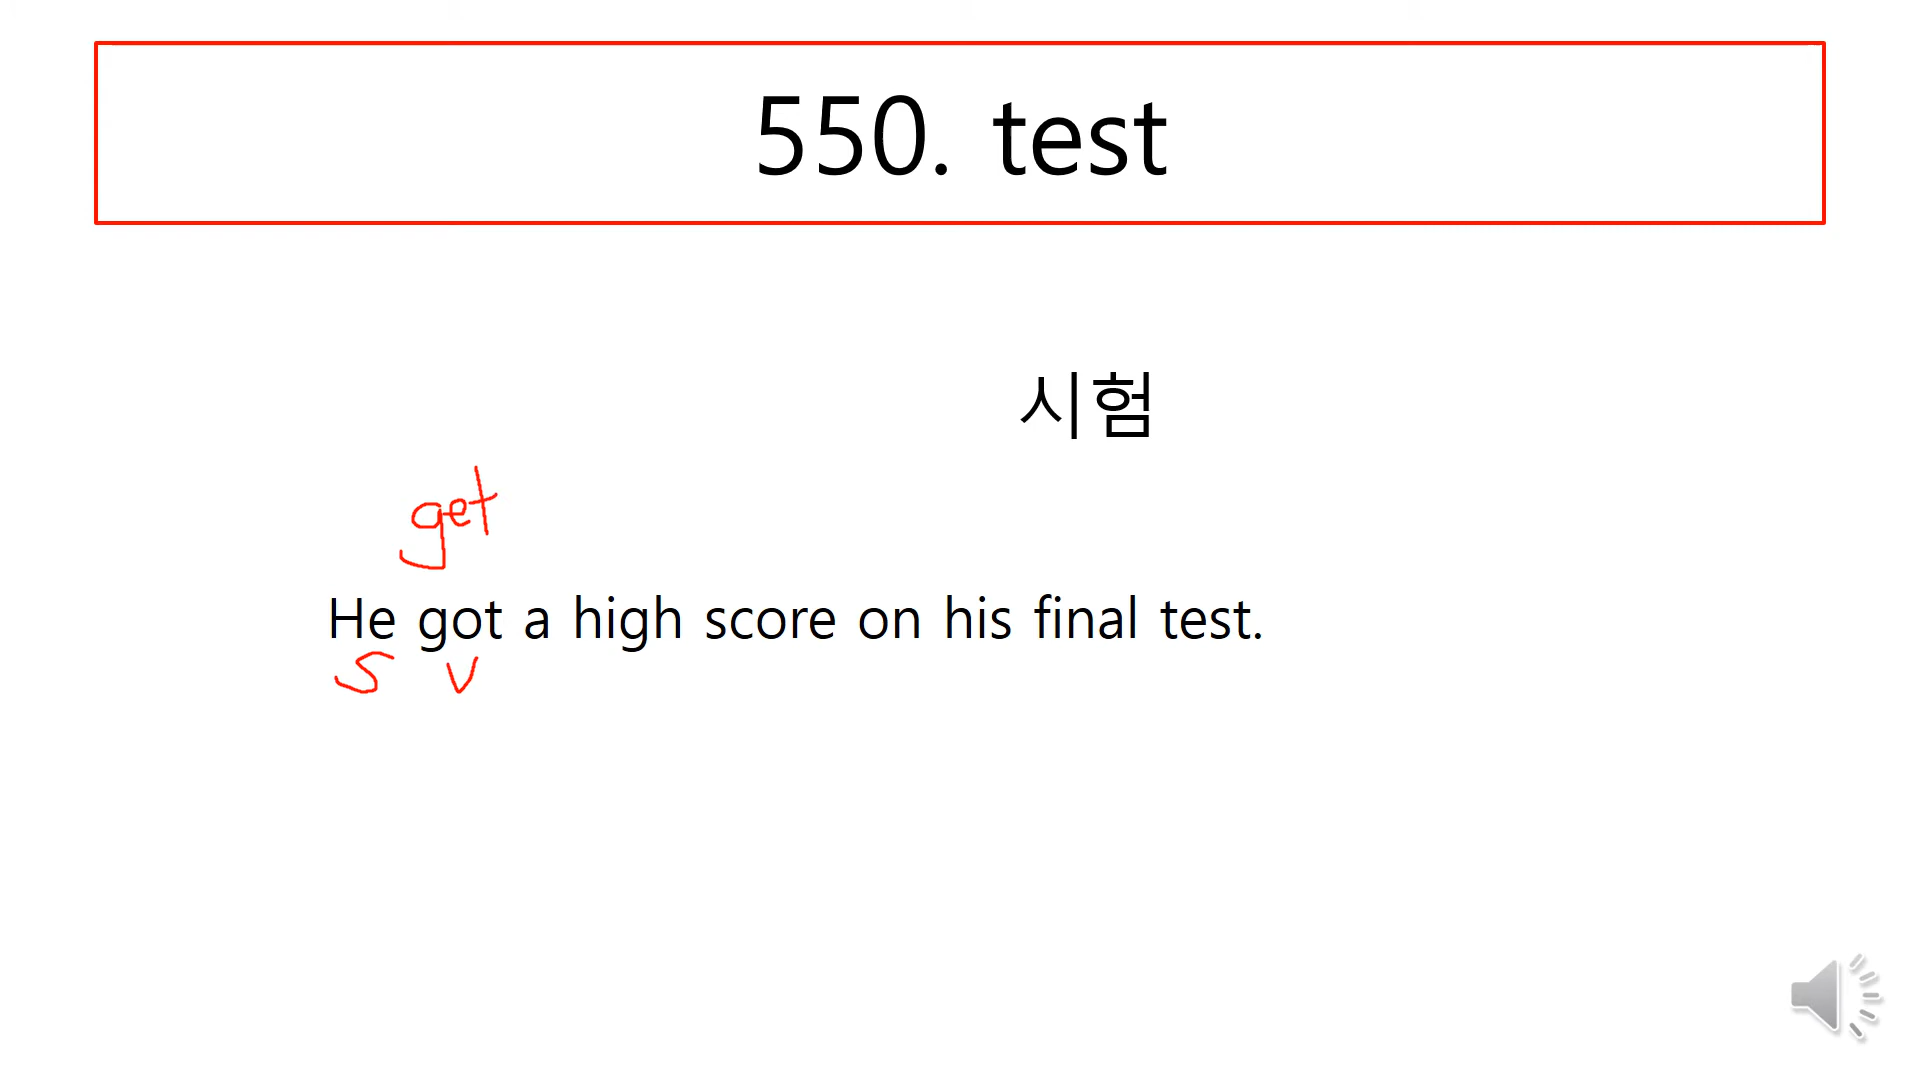 550. test
시험
get
He got a high score on his final test.
S V